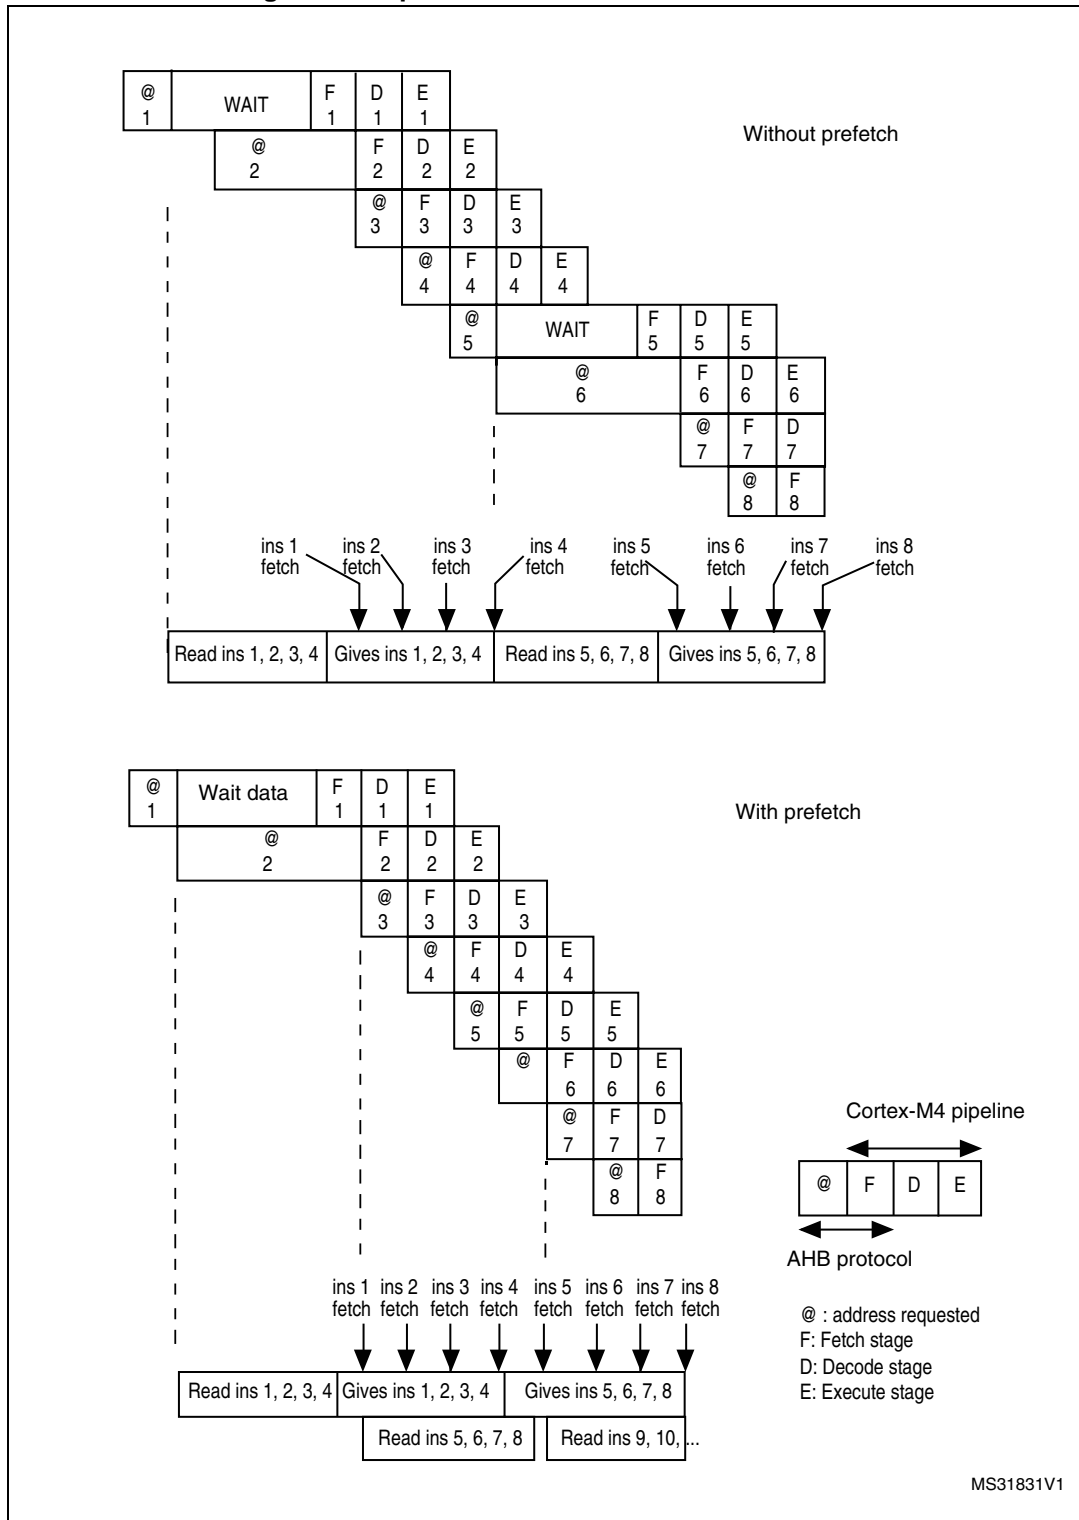 @ WAIT F D E
1 1 1 1
Without prefetch
@ F D E
2 2 2 2
@ F D E
3 3 3 3
@ F D E
4 4 4 4
@ WAIT F D E
5 5 5 5
@ F D E
6 6 6 6
@ F D
7 7 7
@ F
8 8
ins 1 ins 2 ins 3 ins 4 ins 5 ins 6 ins 7 ins 8
fetch fetch fetch fetch fetch fetch fetch fetch
Read ins 1, 2, 3, 4 Gives ins 1, 2, 3, 4 Read ins 5, 6, 7, 8 Gives ins 5, 6, 7, 8
@ Wait data F D E
1 1 1 1
With prefetch
@ F D E
2 2 2 2
@ F D E
3 3 3 3
@ F D E
4 4 4 4
@ F D E
5 5 5 5
@ F D E
6 6 6
@ F D
7 7 7
@ F
8 8
Cortex-M4 pipeline
@ F D E
AHB protocol
ins 1 ins 2 ins 3 ins 4 ins 5 ins 6 ins 7 ins 8
fetch fetch fetch fetch fetch fetch fetch fetch
@ : address requested
F: Fetch stage
D: Decode stage
E: Execute stage
Read ins 1, 2, 3, 4 Gives ins 1, 2, 3, 4 Gives ins 5, 6, 7, 8
Read ins 5, 6, 7, 8 Read ins 9, 10, ...
MS31831V1